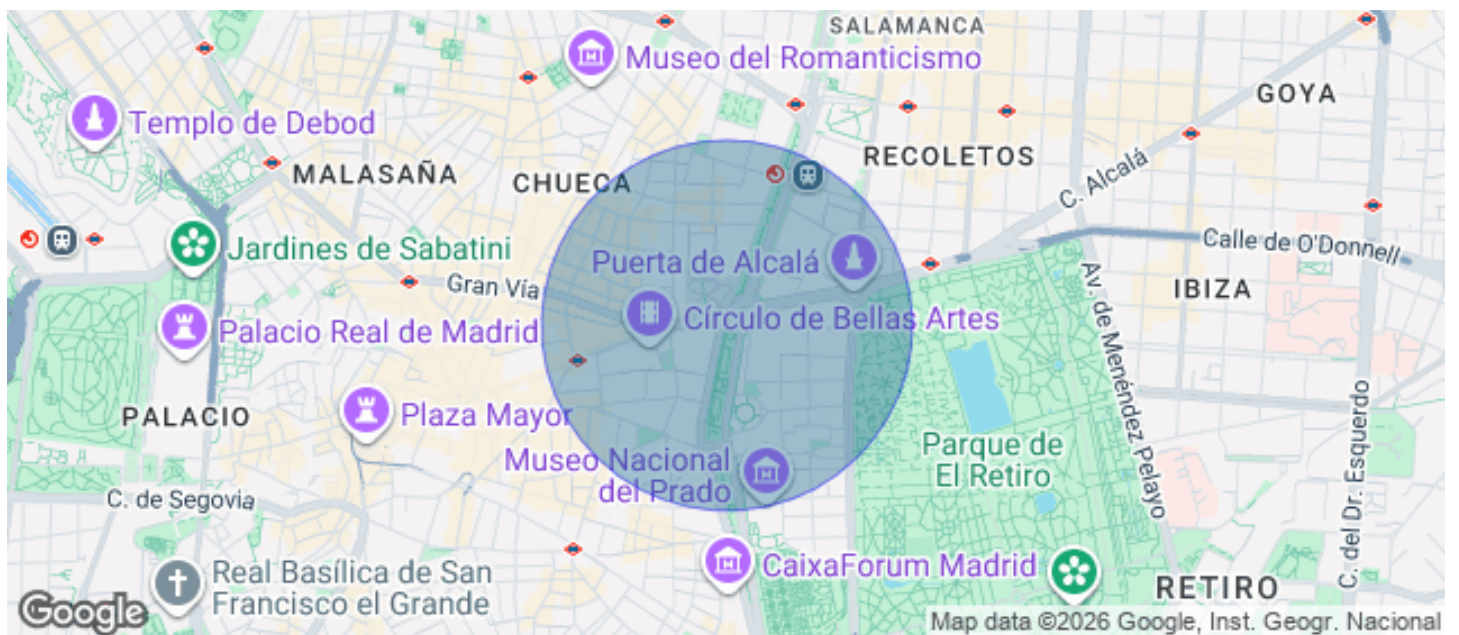 SALAMANCA
Museo del Romanticismo
GOYA
Templo de Debod
RECOLETOS
MALASAÑA
CHUECA
C. Alcalá
Jardines de Sabatini
Puerta de Alcalá
Calle de O'Donnell
Gran Vía
IBIZA
Palacio Real de Madrid
Círculo de Bellas Artes
Av. de Menéndez Pelayo
PALACIO
Plaza Mayor
Parque de
El Retiro
Museo Nacional
del Prado
C. de Segovia
C. del Dr. Esquerdo
CaixaForum Madrid
Real Basílica de San
Francisco el Grande
RETIRO
Google
Map data ©2026 Google, Inst. Geogr. Nacional